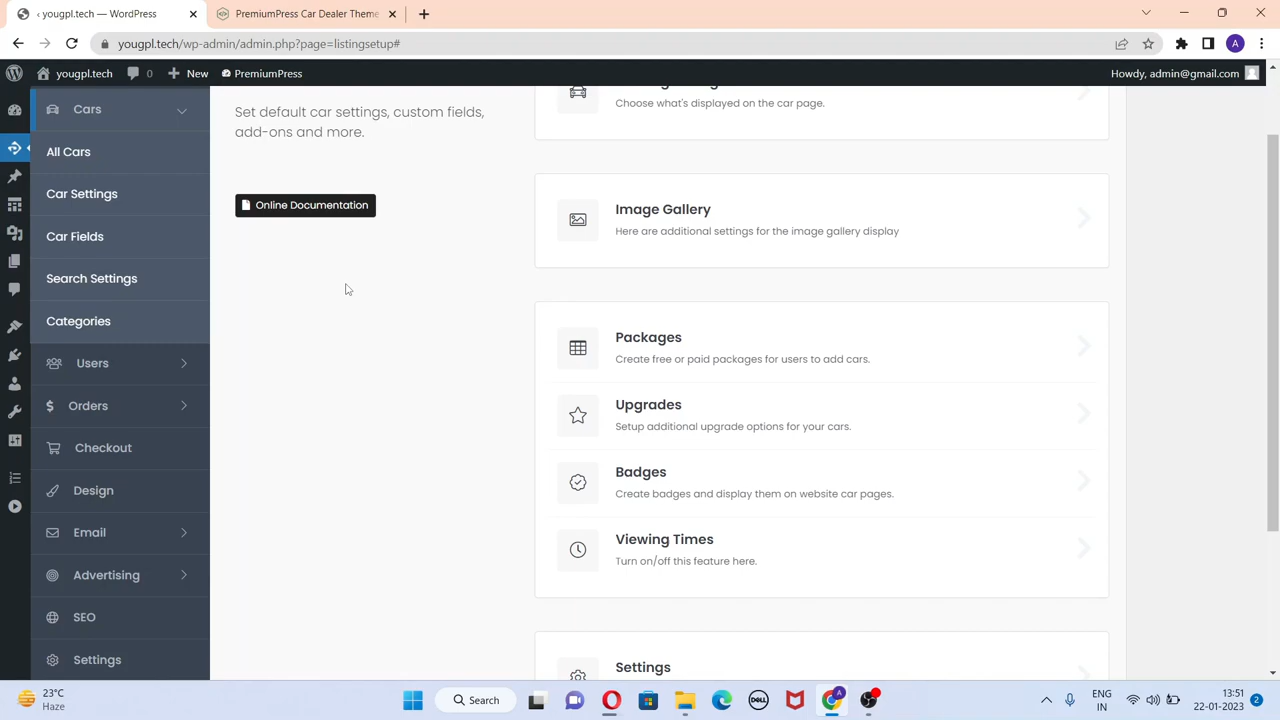 ‹ yougpl.tech — WordPress
PremiumPress Car Dealer Theme
yougpl.tech/wp-admin/admin.php?page=listingsetup#
A
yougpl.tech
0
New
PremiumPress
Howdy, admin@gmail.com
Cars
All Cars
Car Settings
Car Fields
Search Settings
Categories
Users
Orders
Checkout
Design
Email
Advertising
SEO
Settings
Set default car settings, custom fields,
add-ons and more.
Online Documentation
Choose what's displayed on the car page.
Image Gallery
Here are additional settings for the image gallery display
Packages
Create free or paid packages for users to add cars.
Upgrades
Setup additional upgrade options for your cars.
Badges
Create badges and display them on website car pages.
Viewing Times
Turn on/off this feature here.
Settings
23°C
Haze
Search
DELL
A
ENG
IN
13:51
22-01-2023
2